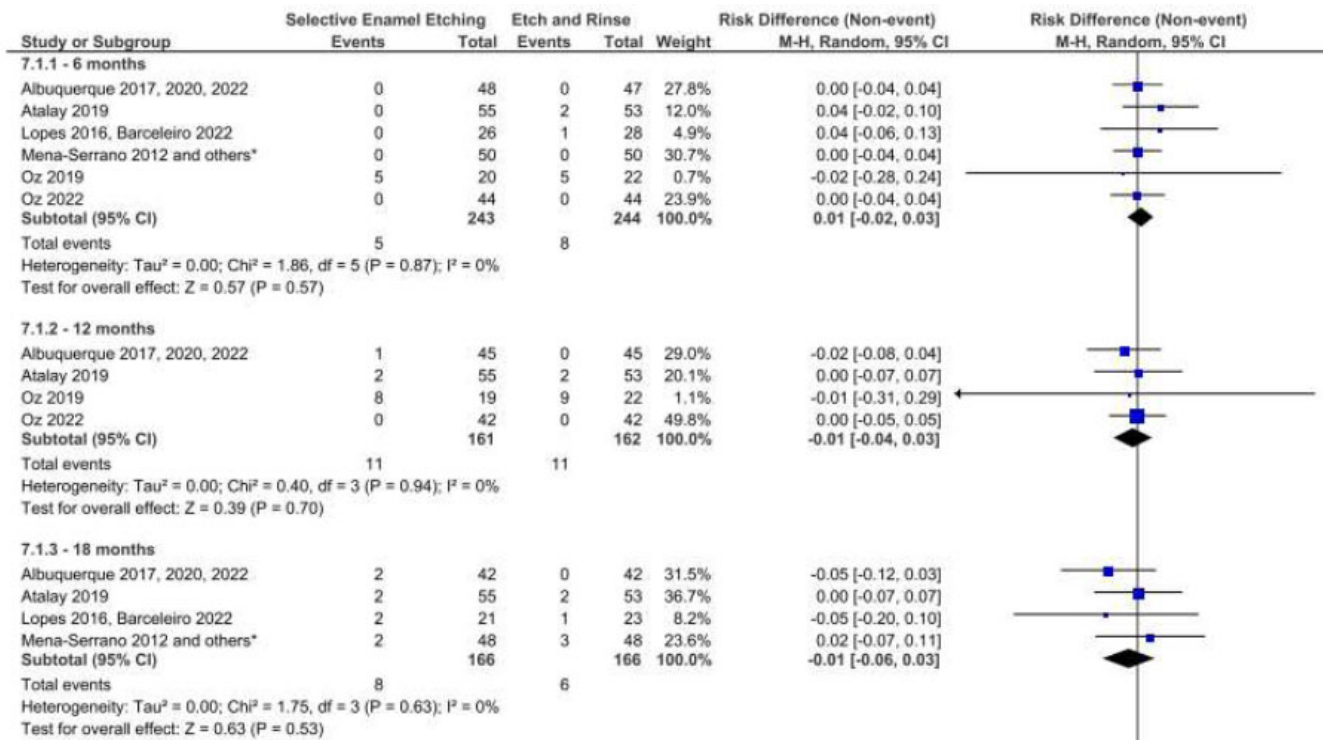 Selective Enamel Etching Etch and Rinse Risk Difference (Non-event) Risk Difference (Non-event)
Study or Subgroup Events Total Events Total Weight M-H, Random, 95% CI M-H, Random, 95% CI
7.1.1 - 6 months
Albuquerque 2017, 2020, 2022 0 48 0 47 27.8% 0.00 [-0.04, 0.04]
Atalay 2019 0 55 2 53 12.0% 0.04 [-0.02, 0.10]
Lopes 2016, Barceleiro 2022 0 26 1 28 4.9% 0.04 [-0.06, 0.13]
Mena-Serrano 2012 and others* 0 50 0 50 30.7% 0.00 [-0.04, 0.04]
Oz 2019 5 20 5 22 0.7% -0.02 [-0.28, 0.24]
Oz 2022 0 44 0 44 23.9% 0.00 [-0.04, 0.04]
Subtotal (95% CI) 243 244 100.0% 0.01 [-0.02, 0.03]
Total events 5 8
Heterogeneity: Tau² = 0.00; Chi² = 1.86, df = 5 (P = 0.87); I² = 0%
Test for overall effect: Z = 0.57 (P = 0.57)
7.1.2 - 12 months
Albuquerque 2017, 2020, 2022 1 45 0 45 29.0% -0.02 [-0.08, 0.04]
Atalay 2019 2 55 2 53 20.1% 0.00 [-0.07, 0.07]
Oz 2019 8 19 9 22 1.1% -0.01 [-0.31, 0.29]
Oz 2022 0 42 0 42 49.8% 0.00 [-0.05, 0.05]
Subtotal (95% CI) 161 162 100.0% -0.01 [-0.04, 0.03]
Total events 11 11
Heterogeneity: Tau² = 0.00; Chi² = 0.40, df = 3 (P = 0.94); I² = 0%
Test for overall effect: Z = 0.39 (P = 0.70)
7.1.3 - 18 months
Albuquerque 2017, 2020, 2022 2 42 0 42 31.5% -0.05 [-0.12, 0.03]
Atalay 2019 2 55 2 53 36.7% 0.00 [-0.07, 0.07]
Lopes 2016, Barceleiro 2022 2 21 1 23 8.2% -0.05 [-0.20, 0.10]
Mena-Serrano 2012 and others* 2 48 3 48 23.6% 0.02 [-0.07, 0.11]
Subtotal (95% CI) 166 166 100.0% -0.01 [-0.06, 0.03]
Total events 8 6
Heterogeneity: Tau² = 0.00; Chi² = 1.75, df = 3 (P = 0.63); I² = 0%
Test for overall effect: Z = 0.63 (P = 0.53)